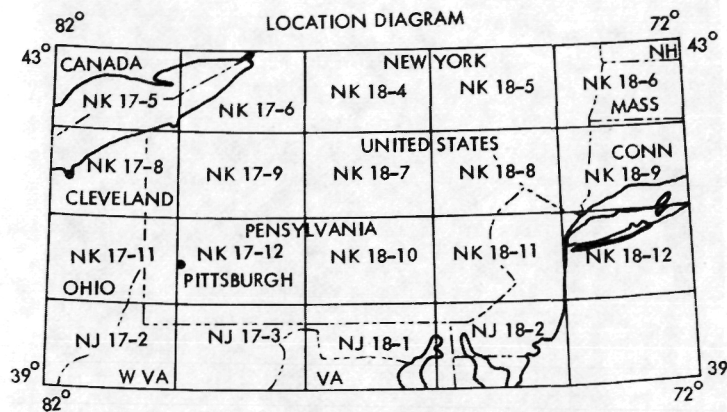 LOCATION DIAGRAM
82° 72°
43° 43°
CANADA NEW YORK NH
NK 17-5 NK 17-6 NK 18-4 NK 18-5 NK 18-6
MASS
UNITED STATES CONN
NK 17-8 NK 17-9 NK 18-7 NK 18-8 NK 18-9
CLEVELAND
PENSYLVANIA
NK 17-11 NK 17-12 NK 18-10 NK 18-11 NK 18-12
OHIO PITTSBURGH
NJ 17-2 NJ 17-3 NJ 18-1 NJ 18-2
39° W VA VA 39°
82° 72°